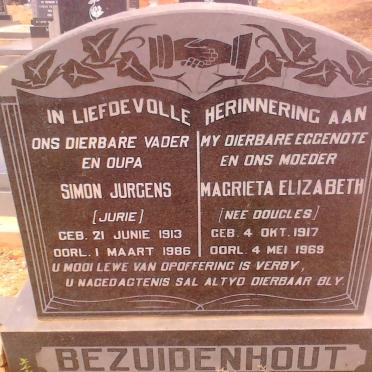 IN LIEFDEVOLLE HERINNERING AAN
ONS DIERBARE VADER
EN OUPA
SIMON JURGENS
[JURIE]
GEB. 21 JUNIE 1913
OORL. 1 MAART 1986
MY DIERBARE EGGENOTE
EN ONS MOEDER
MAGRIETA ELIZABETH
[NEE DOUGLES]
GEB. 4 OKT. 1917
OORL. 4 MEI 1969
U MOOI LEWE VAN OPOFFERING IS VERBY,
U NAGEDAGTENIS SAL ALTYD DIERBAAR BLY.
BEZUIDENHOUT